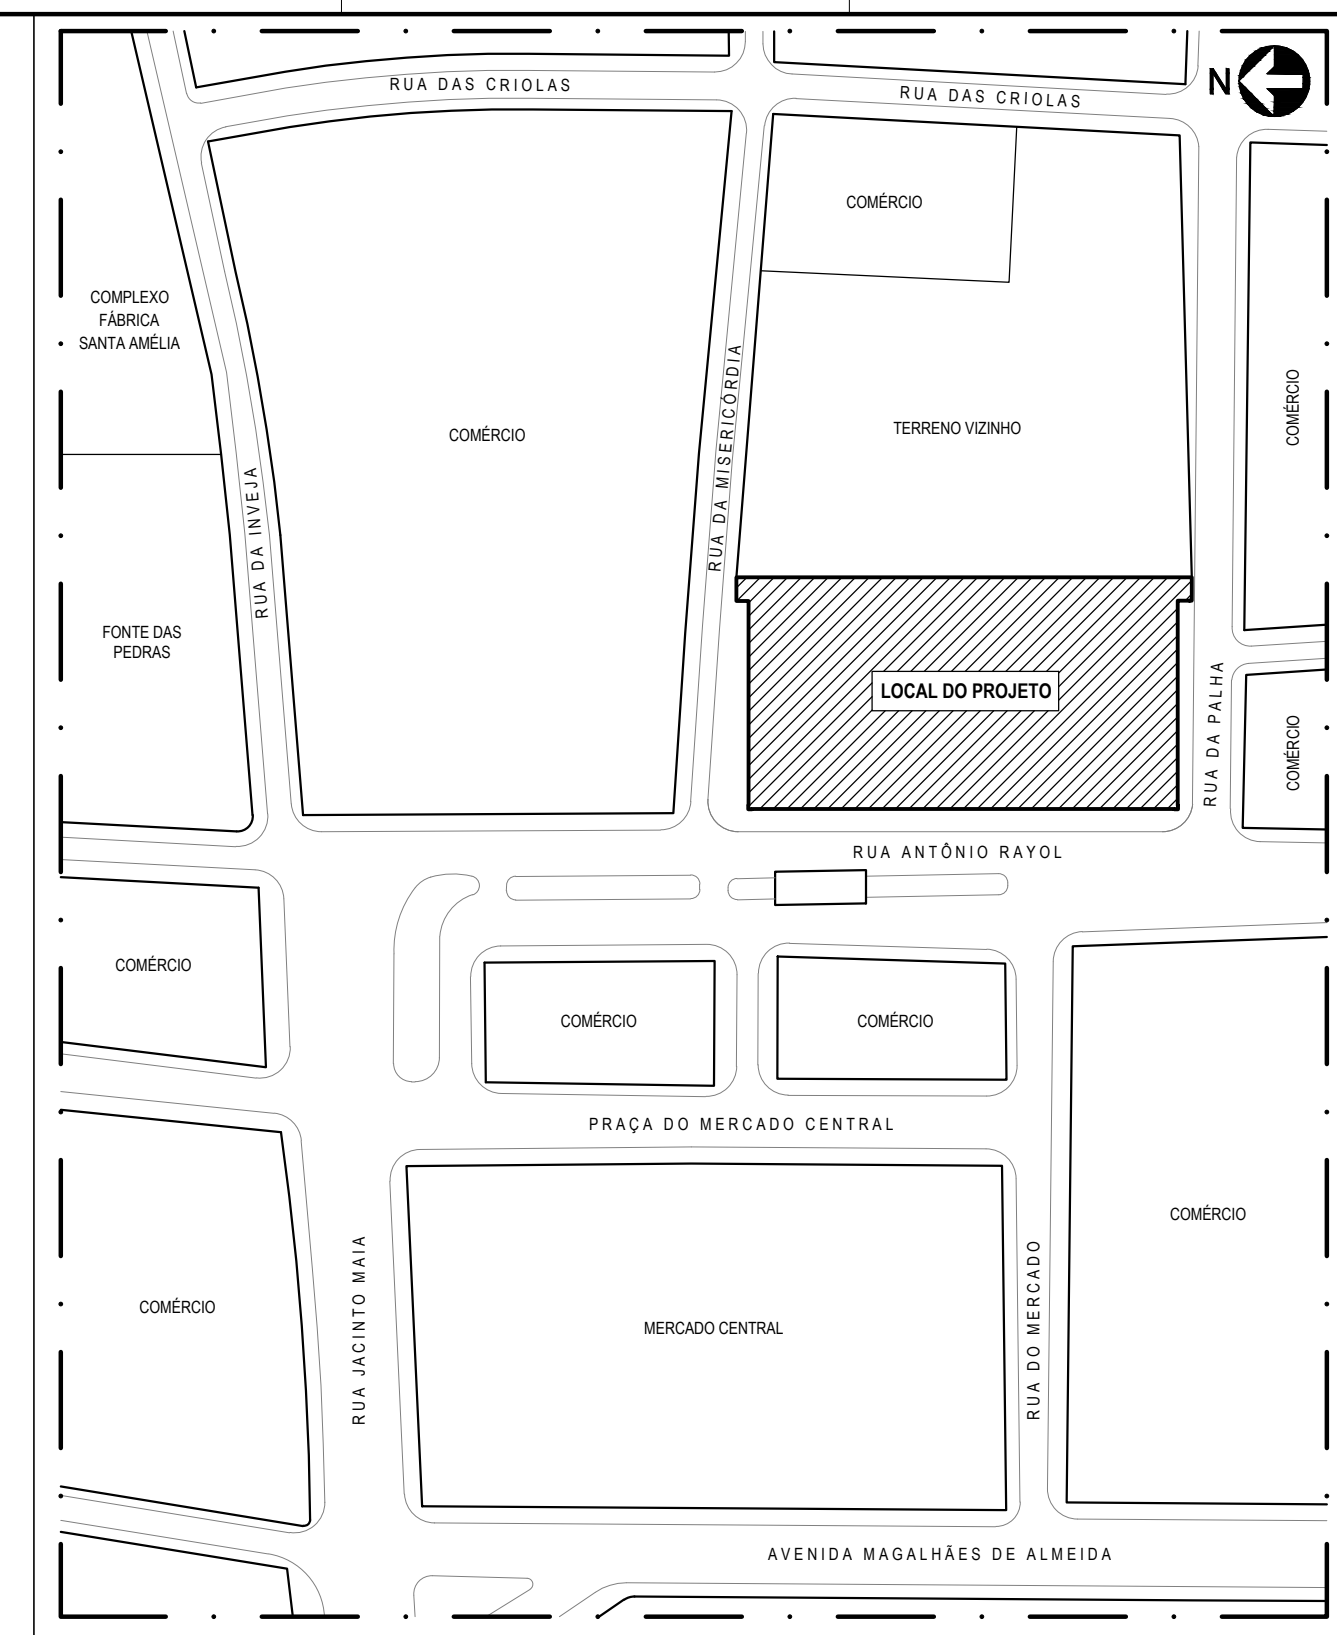 RUA DAS CRIOLAS
RUA DAS CRIOLAS
N
COMÉRCIO
COMPLEXO
FÁBRICA
SANTA AMÉLIA
COMÉRCIO
RUA DA MISERICÓRDIA
TERRENO VIZINHO
COMÉRCIO
RUA DA INVEJA
FONTE DAS
PEDRAS
LOCAL DO PROJETO
RUA DA PALHA
COMÉRCIO
RUA ANTÔNIO RAYOL
COMÉRCIO
COMÉRCIO
COMÉRCIO
PRAÇA DO MERCADO CENTRAL
COMÉRCIO
COMÉRCIO
RUA JACINTO MAIA
MERCADO CENTRAL
RUA DO MERCADO
AVENIDA MAGALHÃES DE ALMEIDA